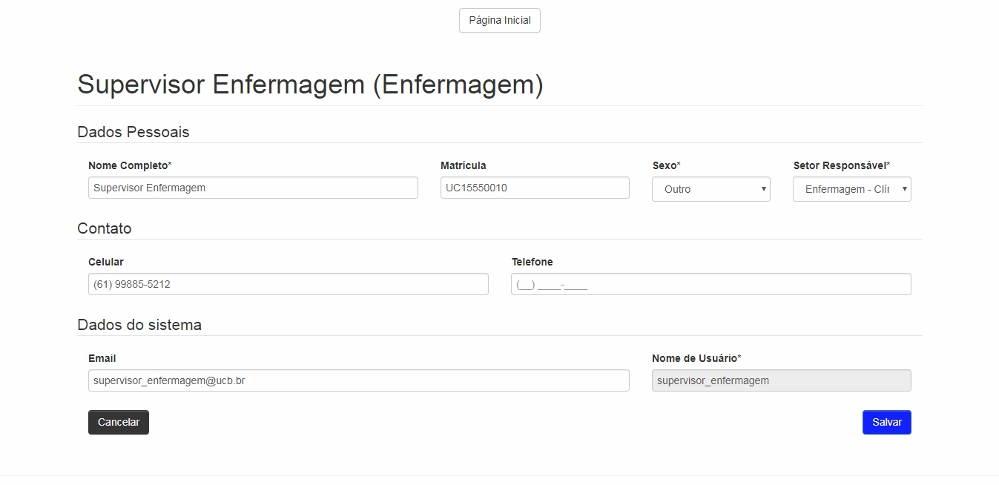 Página Inicial
Supervisor Enfermagem (Enfermagem)
Dados Pessoais
Nome Completo* Matrícula Sexo* Setor Responsável*
Supervisor Enfermagem UC15550010 Outro Enfermagem - Clír
Contato
Celular Telefone
(61) 99885-5212 (__) ____-____
Dados do sistema
Email Nome de Usuário*
supervisor_enfermagem@ucb.br supervisor_enfermagem
Cancelar Salvar